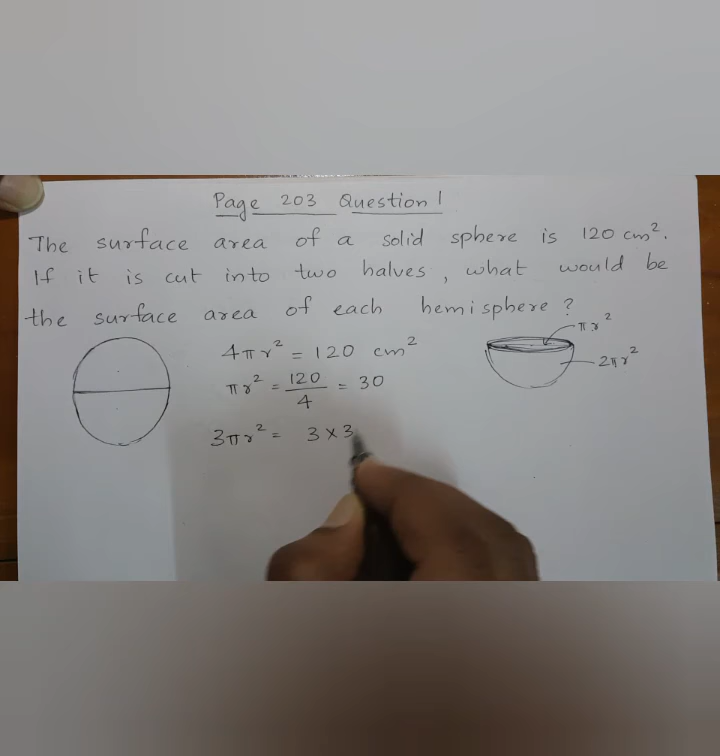 Page 203 Question 1
The surface area of a solid sphere is 120 cm².
If it is cut into two halves, what would be
the surface area of each hemisphere?
πr²
4πr² = 120 cm²
2πr²
πr² = 120/4 = 30
3πr² = 3 × 3